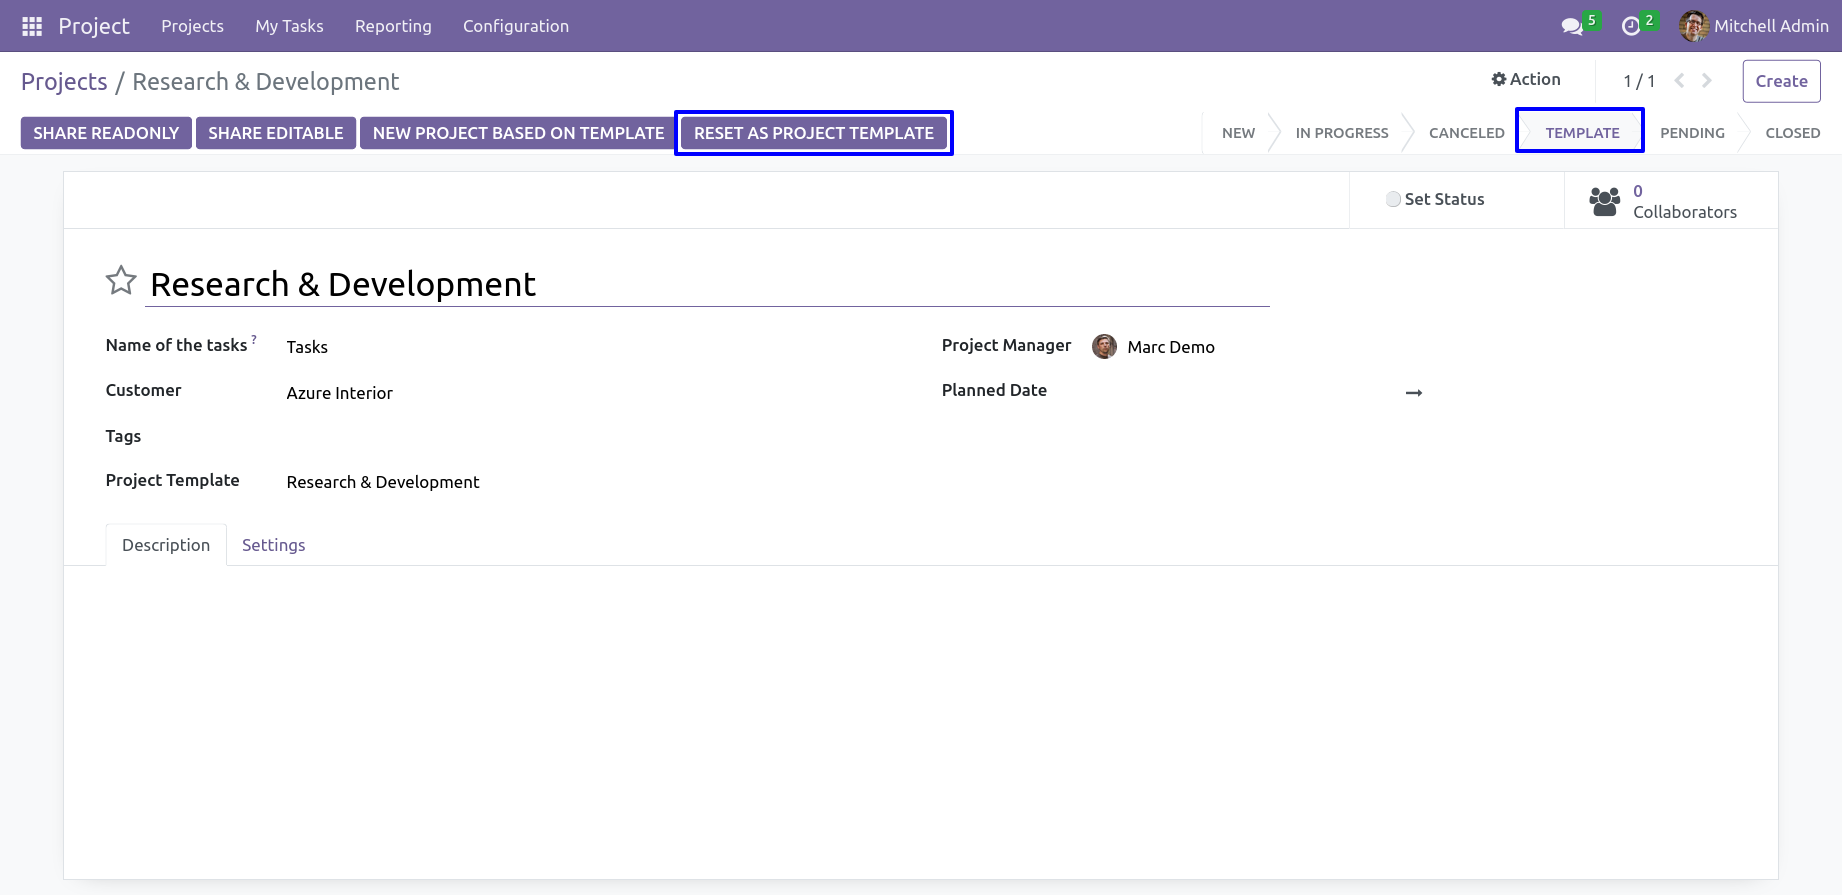 Project Projects My Tasks Reporting Configuration 5 2 Mitchell Admin
Projects / Research & Development Action 1 / 1 Create
SHARE READONLY SHARE EDITABLE NEW PROJECT BASED ON TEMPLATE RESET AS PROJECT TEMPLATE NEW IN PROGRESS CANCELED TEMPLATE PENDING CLOSED
Set Status 0
Collaborators
Research & Development
Name of the tasks ? Tasks Project Manager Marc Demo
Customer Azure Interior Planned Date →
Tags
Project Template Research & Development
Description Settings